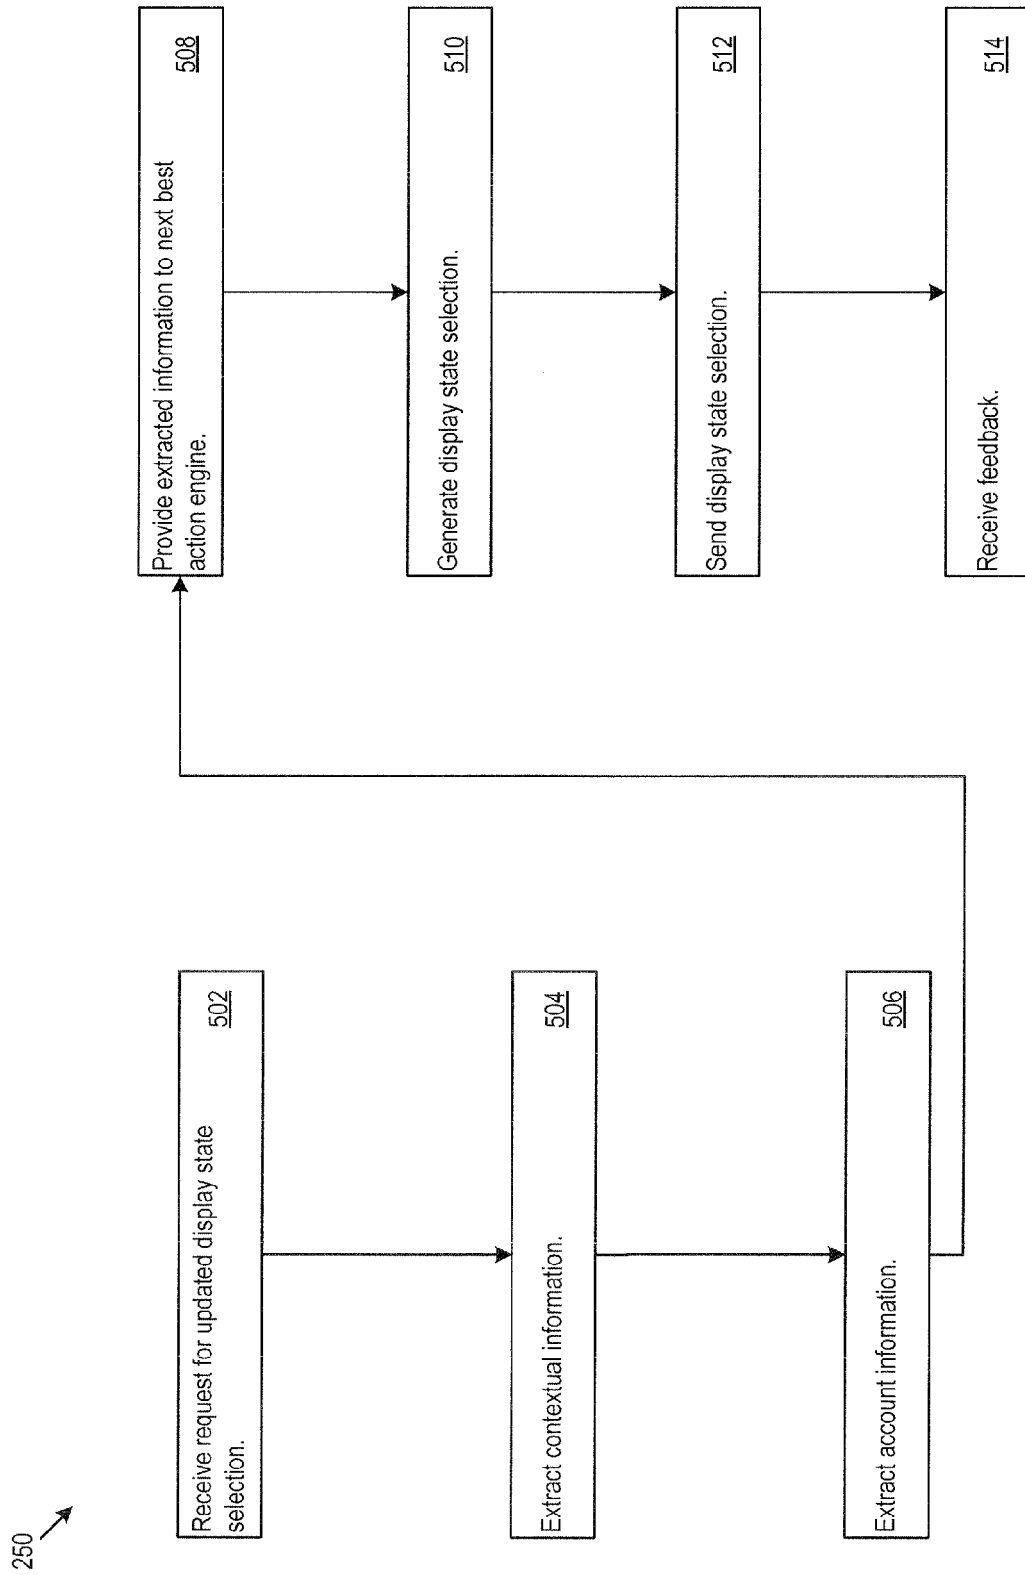 250
Receive request for updated display state
selection.
502
Extract contextual information.
504
Extract account information.
506
Provide extracted information to next best
action engine.
508
Generate display state selection.
510
Send display state selection.
512
Receive feedback.
514